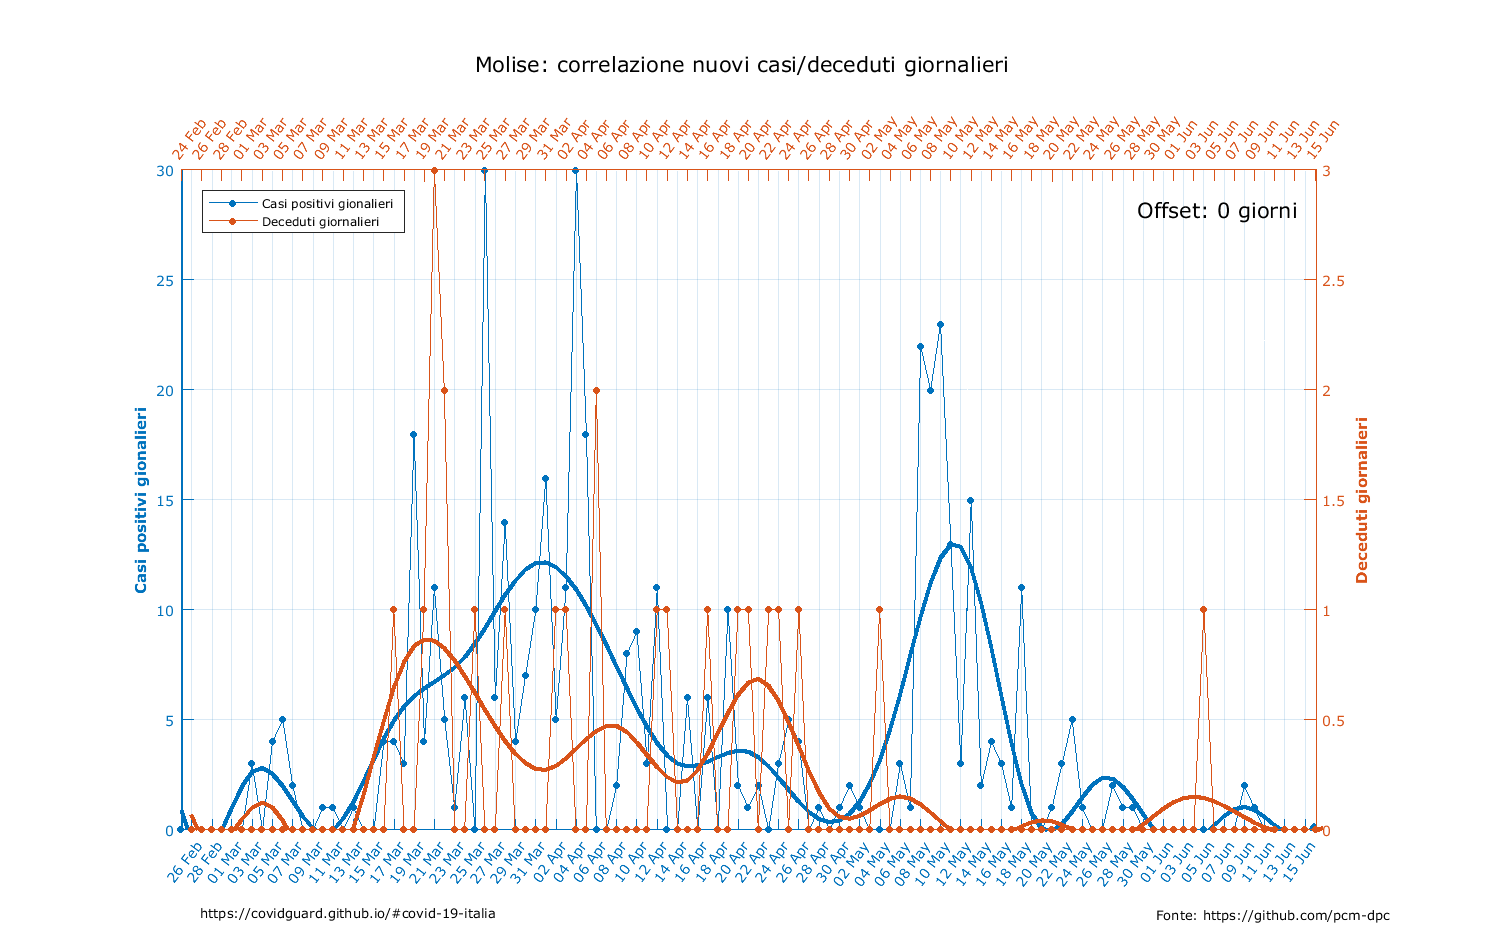 Molise: correlazione nuovi casi/deceduti giornalieri
24 Feb 26 Feb 28 Feb 01 Mar 03 Mar 05 Mar 07 Mar 09 Mar 11 Mar 13 Mar 15 Mar 17 Mar 19 Mar 21 Mar 23 Mar 25 Mar 27 Mar 29 Mar 31 Mar 02 Apr 04 Apr 06 Apr 08 Apr 10 Apr 12 Apr 14 Apr 16 Apr 18 Apr 20 Apr 22 Apr 24 Apr 26 Apr 28 Apr 30 Apr 02 May 04 May 06 May 08 May 10 May 12 May 14 May 16 May 18 May 20 May 22 May 24 May 26 May 28 May 30 May 01 Jun 03 Jun 05 Jun 07 Jun 09 Jun 11 Jun 13 Jun 15 Jun
30
25
20
15
10
5
0
Casi positivi gionalieri
Casi positivi gionalieri
Deceduti giornalieri
Offset: 0 giorni
3
2.5
2
1.5
1
0.5
0
Deceduti giornalieri
26 Feb 28 Feb 01 Mar 03 Mar 05 Mar 07 Mar 09 Mar 11 Mar 13 Mar 15 Mar 17 Mar 19 Mar 21 Mar 23 Mar 25 Mar 27 Mar 29 Mar 31 Mar 02 Apr 04 Apr 06 Apr 08 Apr 10 Apr 12 Apr 14 Apr 16 Apr 18 Apr 20 Apr 22 Apr 24 Apr 26 Apr 28 Apr 30 Apr 02 May 04 May 06 May 08 May 10 May 12 May 14 May 16 May 18 May 20 May 22 May 24 May 26 May 28 May 30 May 01 Jun 03 Jun 05 Jun 07 Jun 09 Jun 11 Jun 13 Jun 15 Jun
https://covidguard.github.io/#covid-19-italia
Fonte: https://github.com/pcm-dpc